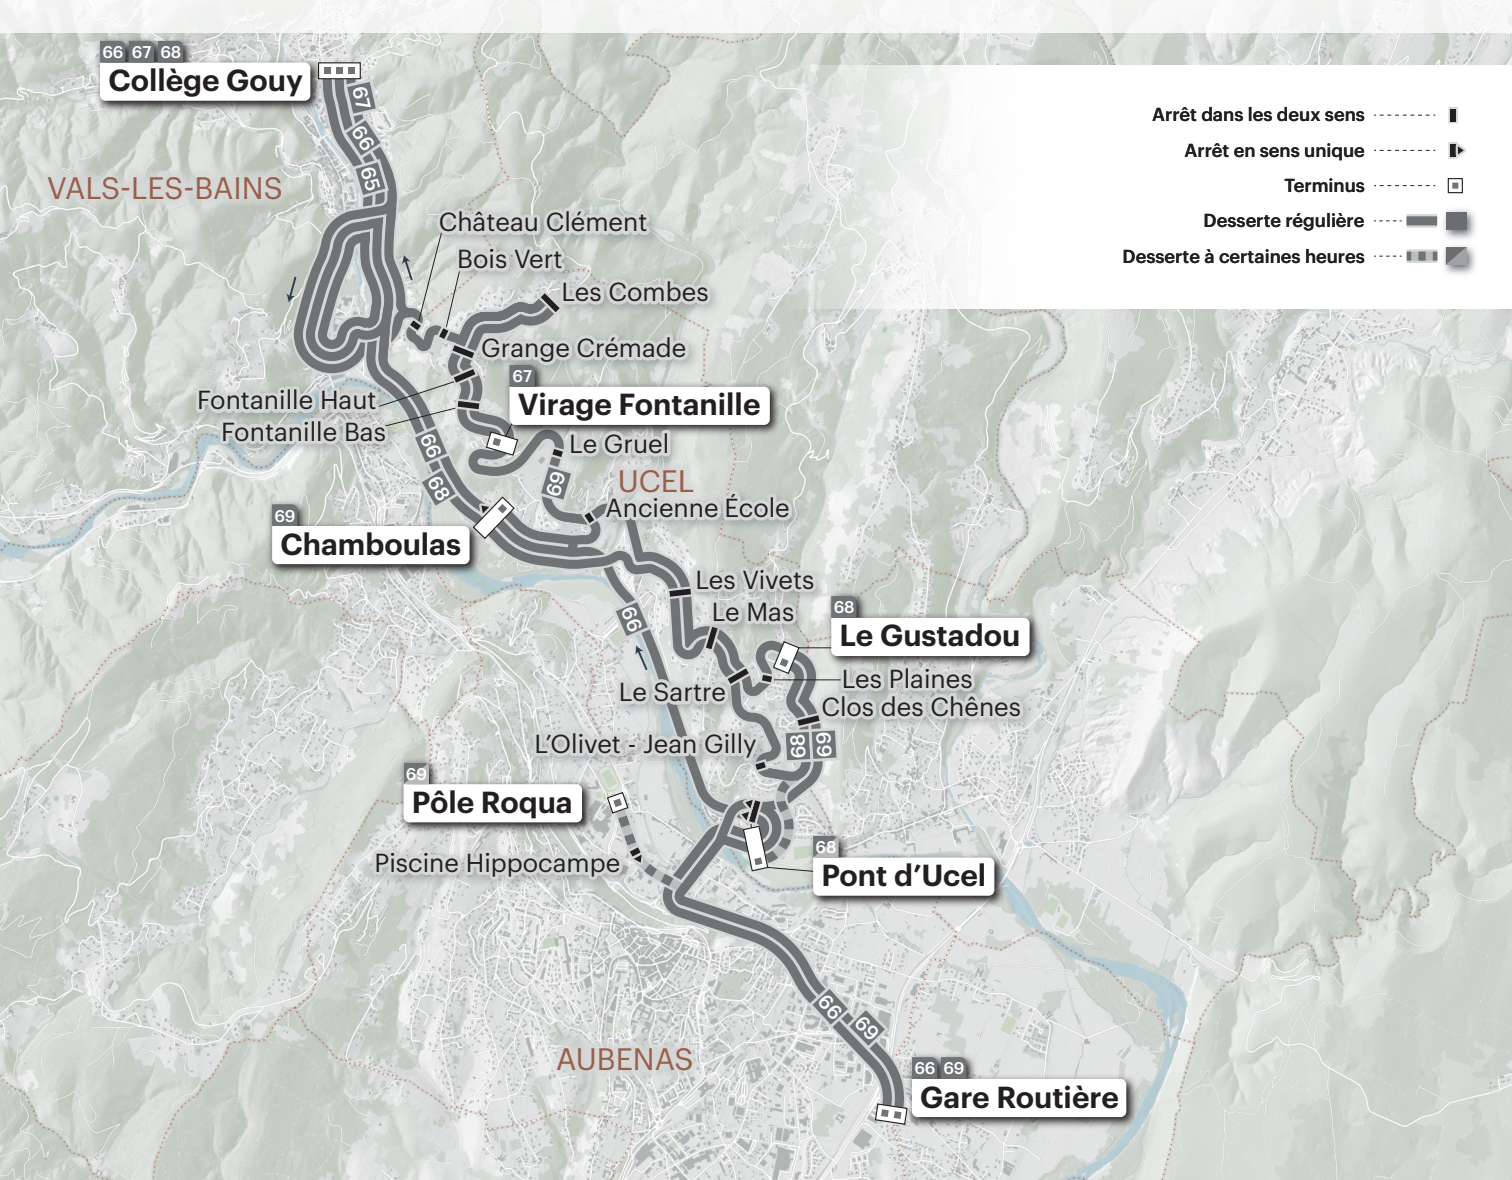 66 67 68
Collège Gouy
67
66
65
VALS-LES-BAINS
Arrêt dans les deux sens
Arrêt en sens unique
Terminus
Desserte régulière
Desserte à certaines heures
Château Clément
Bois Vert
Les Combes
Grange Crémade
67
Virage Fontanille
Fontanille Haut
Fontanille Bas
Le Gruel
66
68
69
UCEL
Ancienne École
69
Chamboulas
Les Vivets
Le Mas
66
68
Le Gustadou
Les Plaines
Le Sartre
Clos des Chênes
L'Olivet - Jean Gilly
68 69
69
Pôle Roqua
Piscine Hippocampe
68
Pont d'Ucel
66
69
AUBENAS
66 69
Gare Routière